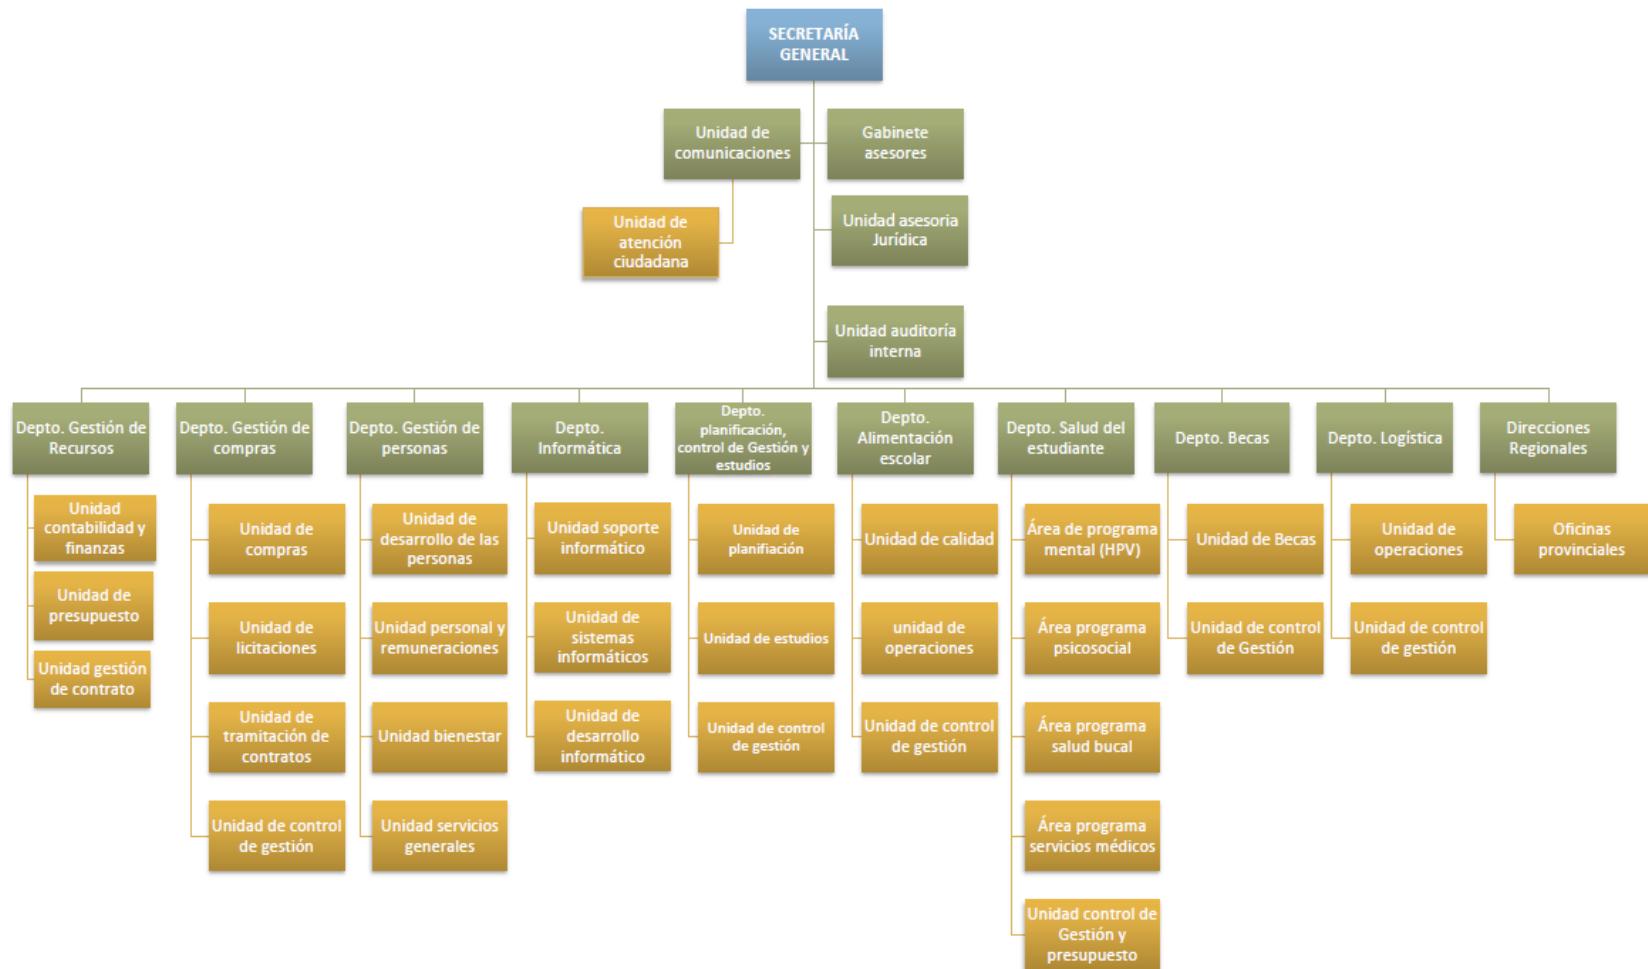 SECRETARÍA
GENERAL
Unidad de
comunicaciones
Gabinete
asesores
Unidad de
atención
ciudadana
Unidad asesoria
Jurídica
Unidad auditoría
interna
Depto. Gestión de
Recursos
Depto. Gestión de
compras
Depto. Gestión de
personas
Depto.
Informática
Depto.
planificación,
control de Gestión y
estudios
Depto.
Alimentación
escolar
Depto. Salud del
estudiante
Depto. Becas
Depto. Logística
Direcciones
Regionales
Unidad
contabilidad y
finanzas
Unidad de
presupuesto
Unidad gestión
de contrato
Unidad de
compras
Unidad de
licitaciones
Unidad de
tramitación de
contratos
Unidad de control
de gestión
Unidad de
desarrollo de las
personas
Unidad personal y
remuneraciones
Unidad bienestar
Unidad servicios
generales
Unidad soporte
informático
Unidad de
sistemas
informáticos
Unidad de
desarrollo
informático
Unidad de
planifiación
Unidad de estudios
Unidad de control
de gestión
Unidad de calidad
unidad de
operaciones
Unidad de control
de gestión
Área de programa
mental (HPV)
Área programa
psicosocial
Área programa
salud bucal
Área programa
servicios médicos
Unidad control de
Gestión y
presupuesto
Unidad de Becas
Unidad de control
de Gestión
Unidad de
operaciones
Unidad de control
de gestión
Oficinas
provinciales